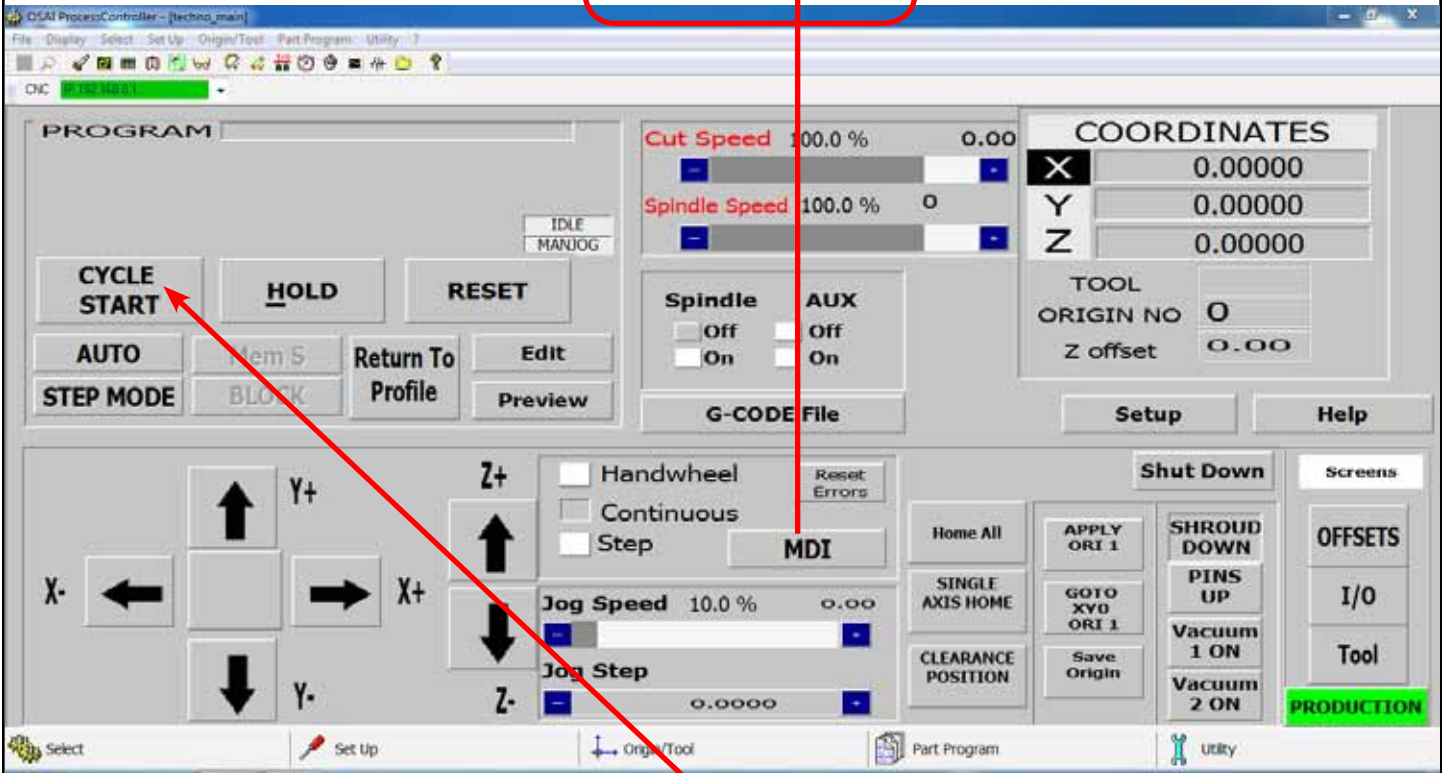 OSAI ProcessController - [techno_main]
File Display Select Set Up Origin/Tool Part Program Utility ?
CNC IP:192.168.0.1
PROGRAM
IDLE
MANJOG
CYCLE START
HOLD
RESET
AUTO
Mem S
Return To Profile
Edit
STEP MODE
BLOCK
Preview
Cut Speed 100.0 % 0.00
-
+
Spindle Speed 100.0 % 0
-
+
Spindle AUX
Off Off
On On
G-CODE File
COORDINATES
X 0.00000
Y 0.00000
Z 0.00000
TOOL
ORIGIN NO 0
Z offset 0.00
Setup
Help
Y+
X-
X+
Y-
Z+
Z-
Handwheel
Continuous
Step
Reset Errors
MDI
Jog Speed 10.0 % 0.00
-
+
Jog Step
- 0.0000 +
Home All
SINGLE AXIS HOME
CLEARANCE POSITION
APPLY ORI 1
GOTO XY0 ORI 1
Save Origin
Shut Down
SHROUD DOWN
PINS UP
Vacuum 1 ON
Vacuum 2 ON
Screens
OFFSETS
I/O
Tool
PRODUCTION
Select Set Up Origin/Tool Part Program Utility